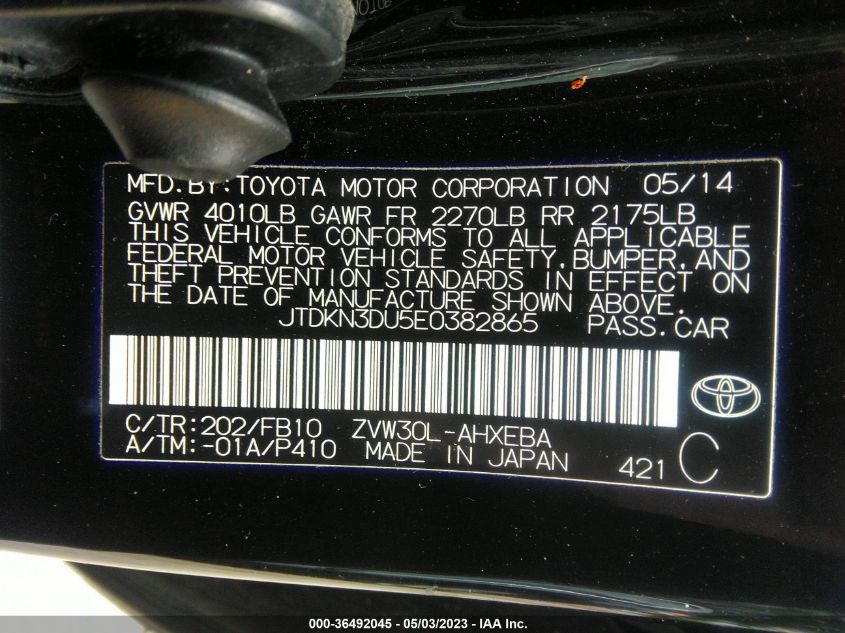 MFD.BY:TOYOTA MOTOR CORPORATION 05/14
GVWR 4010LB GAWR FR 2270LB RR 2175LB
THIS VEHICLE CONFORMS TO ALL APPLICABLE
FEDERAL MOTOR VEHICLE SAFETY,BUMPER,AND
THEFT PREVENTION STANDARDS IN EFFECT ON
THE DATE OF MANUFACTURE SHOWN ABOVE.
JTDKN3DU5E0382865 PASS.CAR
C/TR:202/FB10 ZVW30L-AHXEBA
A/TM:-01A/P410 MADE IN JAPAN 421 C
000-36492045 - 05/03/2023 - IAA Inc.